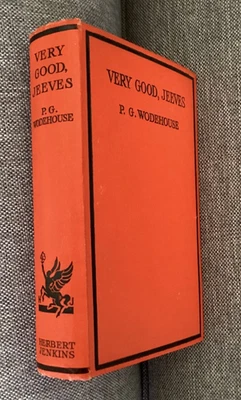 VERY
GOOD,
JEEVES
P. G.
WODEHOUSE
HERBERT
JENKINS
VERY GOOD, JEEVES
P. G. WODEHOUSE